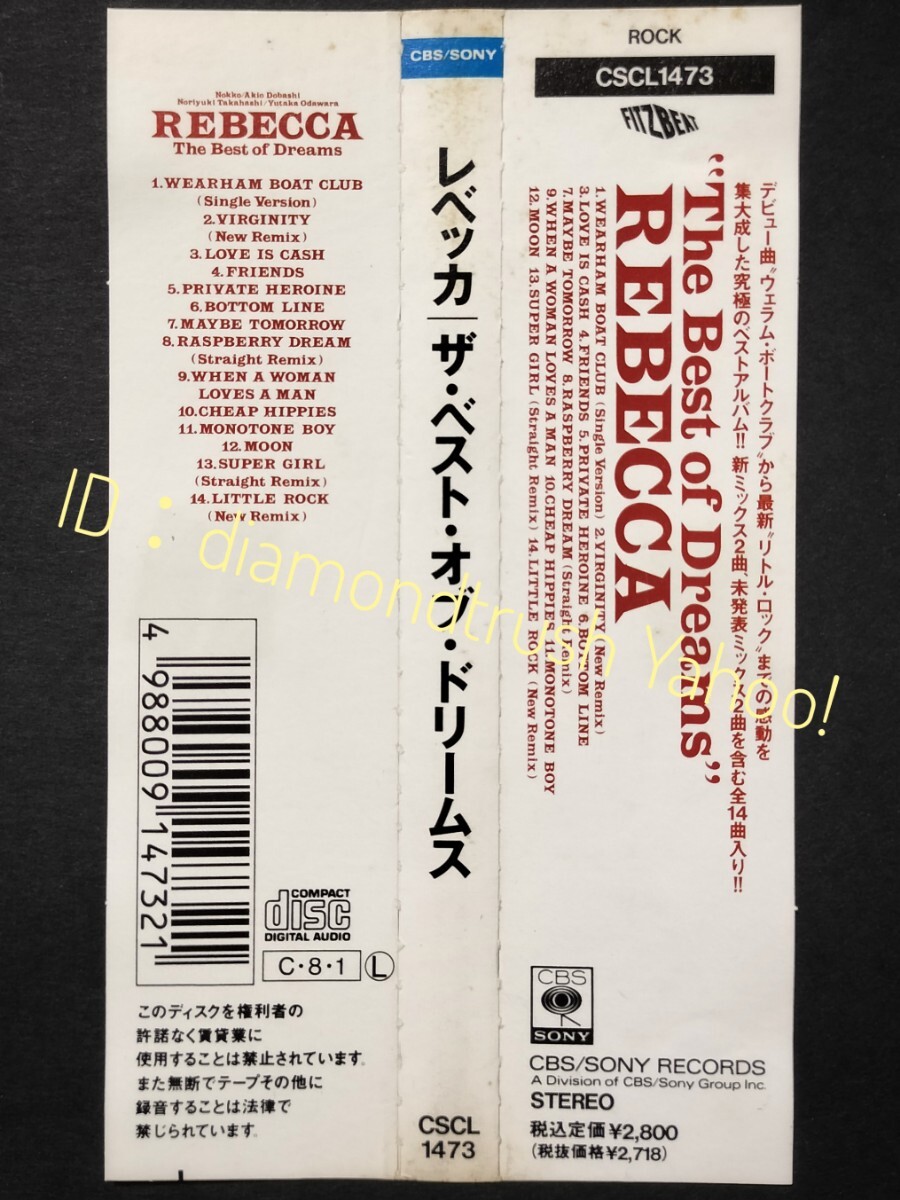 Nokko/Akio Dobashi
Noriyuki Takahashi/Yutaka Odawara
REBECCA
The Best of Dreams
1.WEARHAM BOAT CLUB
(Single Version)
2.VIRGINITY
(New Remix)
3.LOVE IS CASH
4.FRIENDS
5.PRIVATE HEROINE
6.BOTTOM LINE
7.MAYBE TOMORROW
8.RASPBERRY DREAM
(Straight Remix)
9.WHEN A WOMAN
LOVES A MAN
10.CHEAP HIPPIES
11.MONOTONE BOY
12.MOON
13.SUPER GIRL
(Straight Remix)
14.LITTLE ROCK
(New Remix)
4 988009 147321
COMPACT
disc
DIGITAL AUDIO
C・8・1 L
このディスクを権利者の
許諾なく賃貸業に
使用することは禁止されています。
また無断でテープその他に
録音することは法律で
禁じられています。
CBS/SONY
レベッカ/ザ・ベスト・オブ・ドリームス
CSCL
1473
ROCK
CSCL1473
FITZBEAT
デビュー曲"ウェラム・ボートクラブ"から最新"リトル・ロック"までの感動を
集大成した究極のベストアルバム!! 新ミックス2曲、未発表ミックス2曲を含む全14曲入り!!
"The Best of Dreams"
REBECCA
1.WEARHAM BOAT CLUB (Single Version) 2.VIRGINITY (New Remix)
3.LOVE IS CASH 4.FRIENDS 5.PRIVATE HEROINE 6.BOTTOM LINE
7.MAYBE TOMORROW 8.RASPBERRY DREAM (Straight Remix)
9.WHEN A WOMAN LOVES A MAN 10.CHEAP HIPPIES 11.MONOTONE BOY
12.MOON 13.SUPER GIRL (Straight Remix) 14.LITTLE ROCK (New Remix)
CBS
SONY
CBS/SONY RECORDS
A Division of CBS/Sony Group Inc.
STEREO
税込定価¥2,800
(税抜価格¥2,718)
ID：diamondtrush Yahoo!